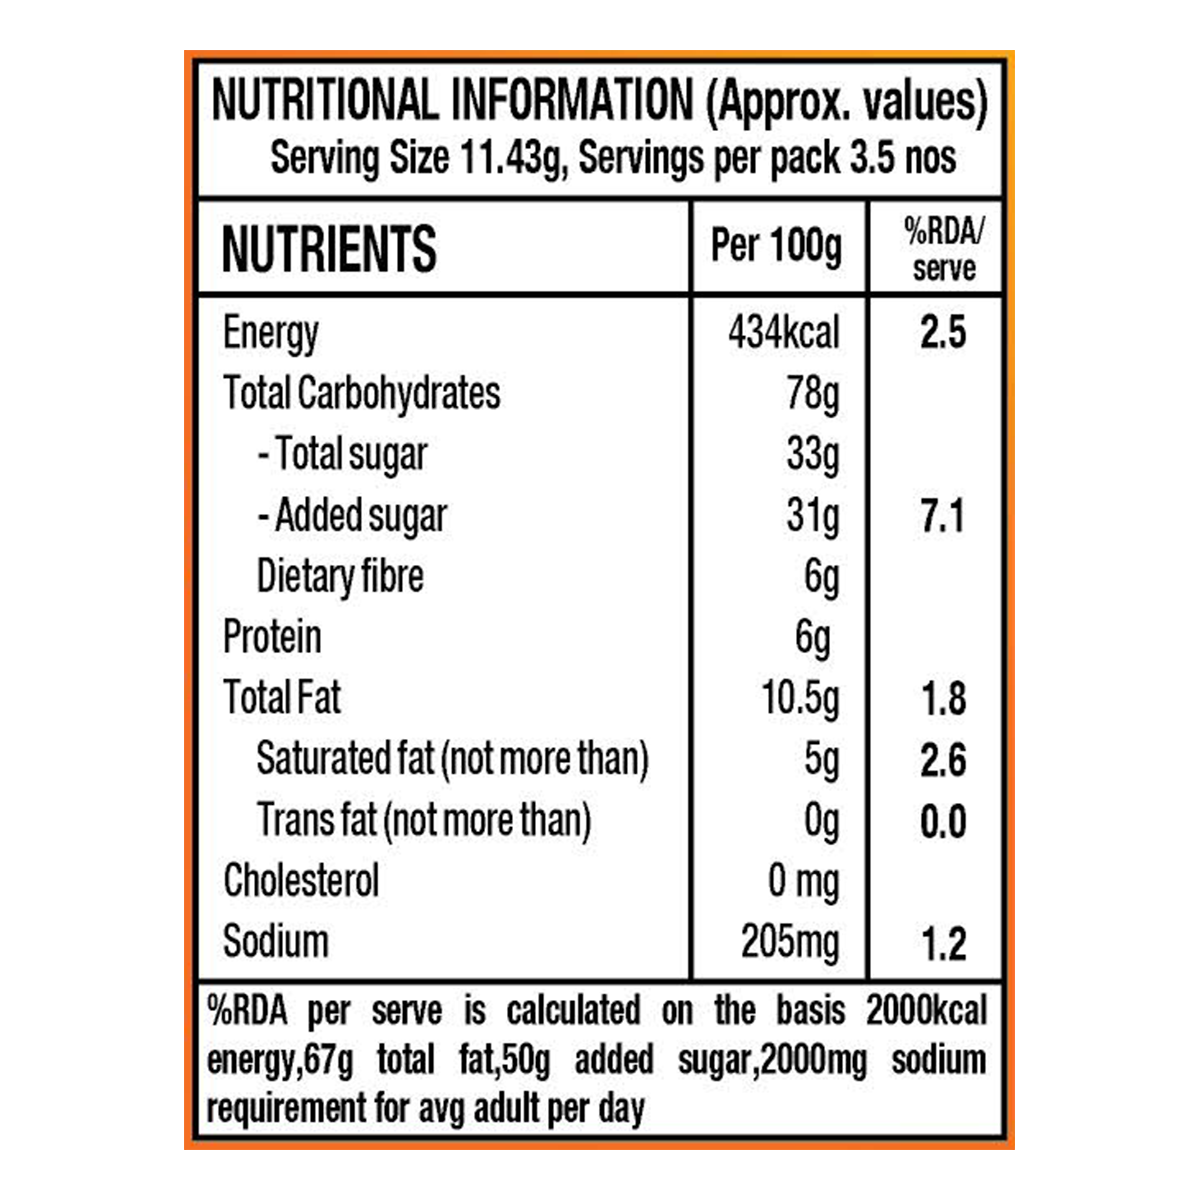 NUTRITIONAL INFORMATION (Approx. values)
Serving Size 11.43g, Servings per pack 3.5 nos
NUTRIENTS Per 100g %RDA/ serve
Energy 434kcal 2.5
Total Carbohydrates 78g
- Total sugar 33g
- Added sugar 31g 7.1
Dietary fibre 6g
Protein 6g
Total Fat 10.5g 1.8
Saturated fat (not more than) 5g 2.6
Trans fat (not more than) 0g 0.0
Cholesterol 0 mg
Sodium 205mg 1.2
%RDA per serve is calculated on the basis 2000kcal
energy,67g total fat,50g added sugar,2000mg sodium
requirement for avg adult per day